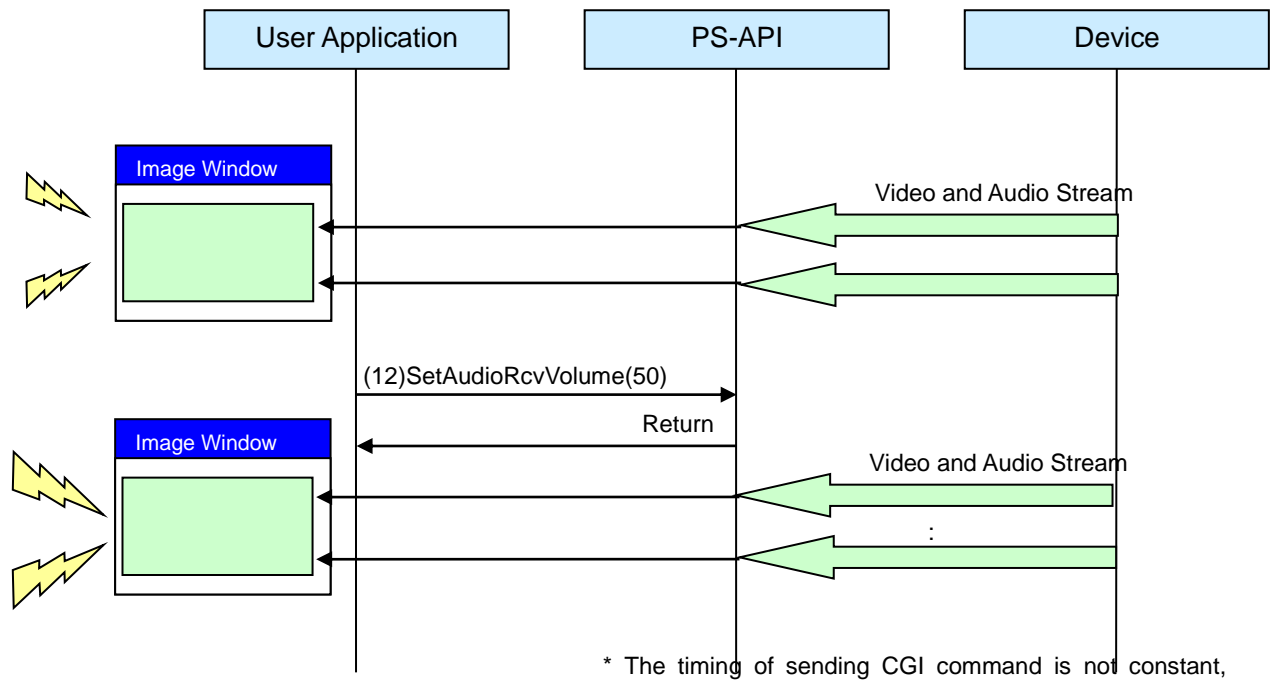 User Application
PS-API
Device
Image Window
Video and Audio Stream
(12)SetAudioRcvVolume(50)
Return
Image Window
Video and Audio Stream
:
* The timing of sending CGI command is not constant,